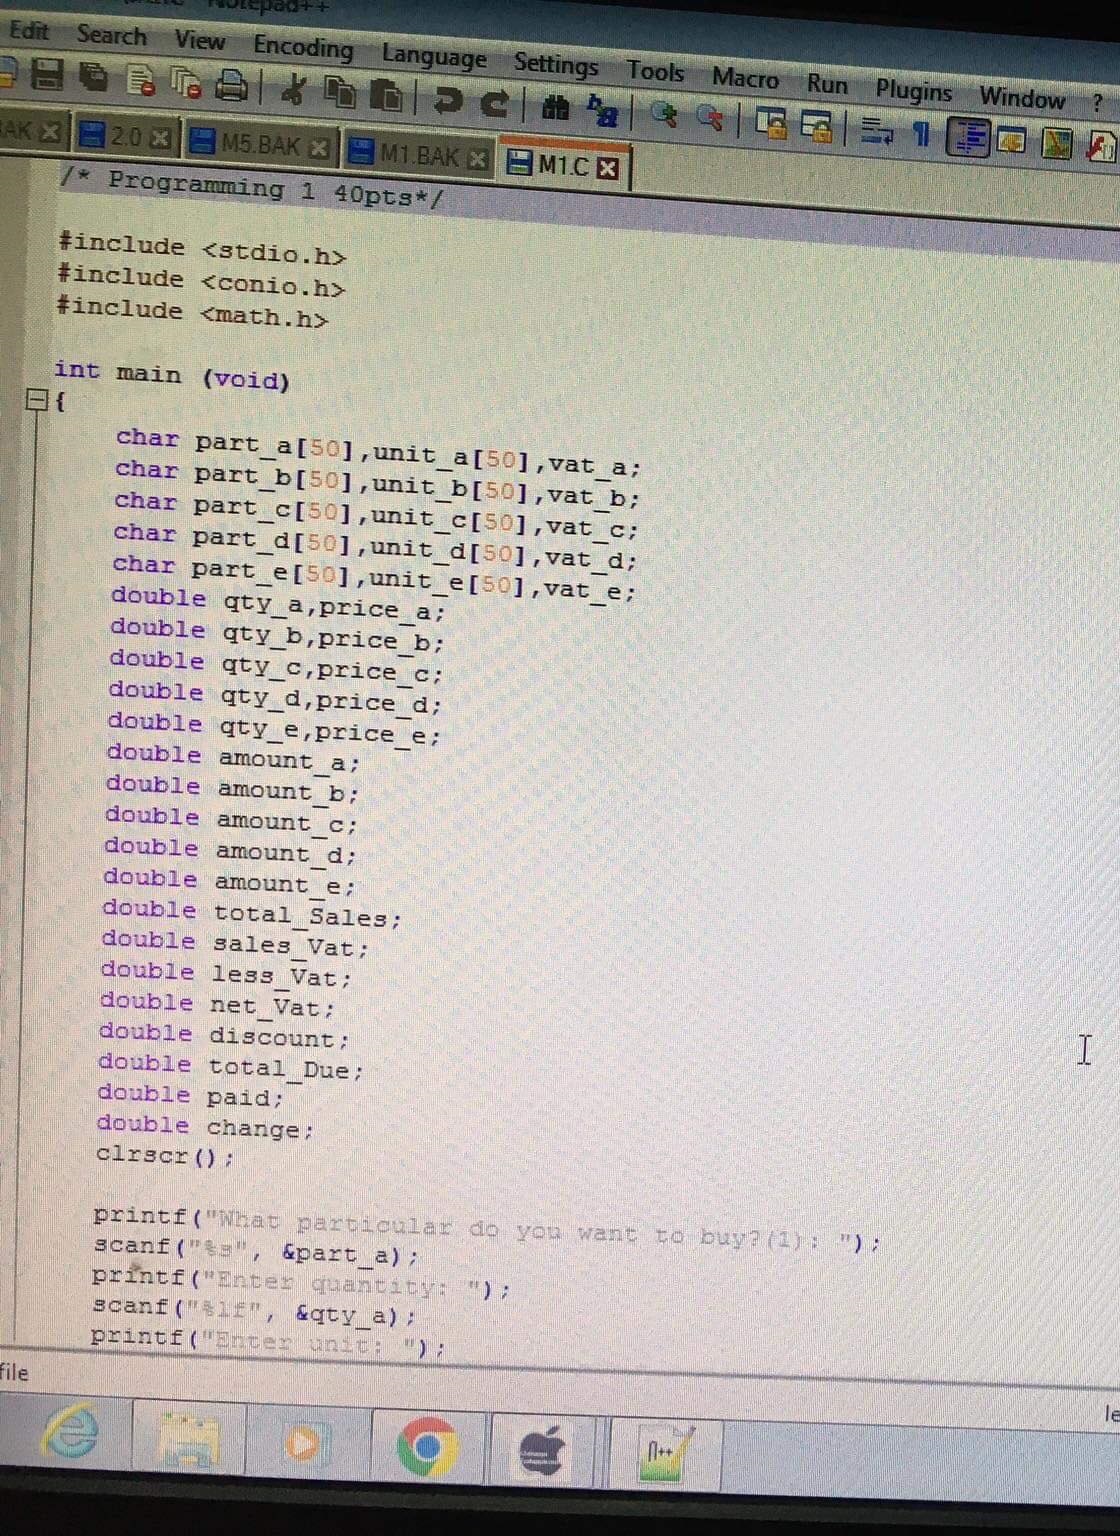 Notepad++
Edit Search View Encoding Language Settings Tools Macro Run Plugins Window ?
AK 2.0 M5.BAK M1.BAK M1.C
/* Programming 1 40pts*/
#include <stdio.h>
#include <conio.h>
#include <math.h>
int main (void)
{
char part_a[50],unit_a[50],vat_a;
char part_b[50],unit_b[50],vat_b;
char part_c[50],unit_c[50],vat_c;
char part_d[50],unit_d[50],vat_d;
char part_e[50],unit_e[50],vat_e;
double qty_a,price_a;
double qty_b,price_b;
double qty_c,price_c;
double qty_d,price_d;
double qty_e,price_e;
double amount_a;
double amount_b;
double amount_c;
double amount_d;
double amount_e;
double total_Sales;
double sales_Vat;
double less_Vat;
double net_Vat;
double discount;
double total_Due;
double paid;
double change;
clrscr();
printf("What particular do you want to buy?(1): ");
scanf("%s", &part_a);
printf("Enter quantity: ");
scanf("%lf", &qty_a);
printf("Enter unit: ");
file
le